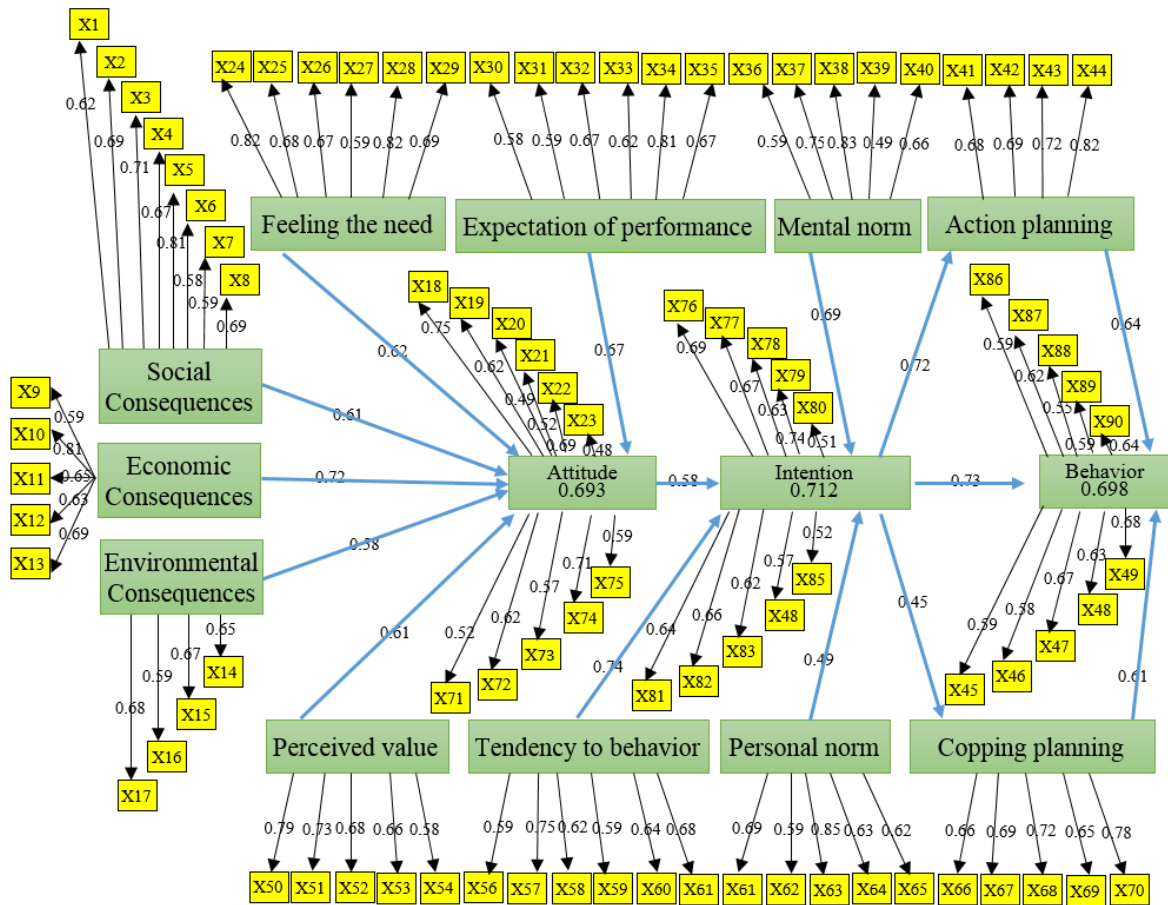 X1
X2
X3
X4
X5
X6
X7
X8
0.62
0.69
0.71
0.67
0.81
0.58
0.59
0.69
X24 X25 X26 X27 X28 X29 X30 X31 X32 X33 X34 X35 X36 X37 X38 X39 X40 X41 X42 X43 X44
0.82 0.68 0.67 0.59 0.82 0.69 0.58 0.59 0.67 0.62 0.81 0.67 0.59 0.75 0.83 0.49 0.66 0.68 0.69 0.72 0.82
Feeling the need
Expectation of performance
Mental norm
Action planning
X18
X19
X20
X21
X22
X23
0.75
0.62
0.49
0.52
0.69
0.48
X76
X77
X78
X79
X80
0.69
0.67
0.63
0.74
0.51
X86
X87
X88
X89
X90
0.59
0.62
0.55
0.59
0.64
0.62
0.67
0.69
0.72
0.64
Social
Consequences
0.61
X9
X10
X11
X12
X13
0.59
0.81
0.65
0.63
0.69
Economic
Consequences
0.72
Attitude
0.693
0.58
Intention
0.712
0.73
Behavior
0.698
Environmental
Consequences
0.58
0.65
0.67
0.59
0.68
X14
X15
X16
X17
0.61
0.52
0.62
0.57
0.71
0.59
X71
X72
X73
X74
X75
0.74
0.64
0.66
0.62
0.57
0.52
X81
X82
X83
X48
X85
0.49
0.45
0.59
0.58
0.67
0.63
0.68
X45
X46
X47
X48
X49
0.61
Perceived value
Tendency to behavior
Personal norm
Copping planning
0.79 0.73 0.68 0.66 0.58 0.59 0.75 0.62 0.59 0.64 0.68 0.69 0.59 0.85 0.63 0.62 0.66 0.69 0.72 0.65 0.78
X50 X51 X52 X53 X54 X56 X57 X58 X59 X60 X61 X61 X62 X63 X64 X65 X66 X67 X68 X69 X70